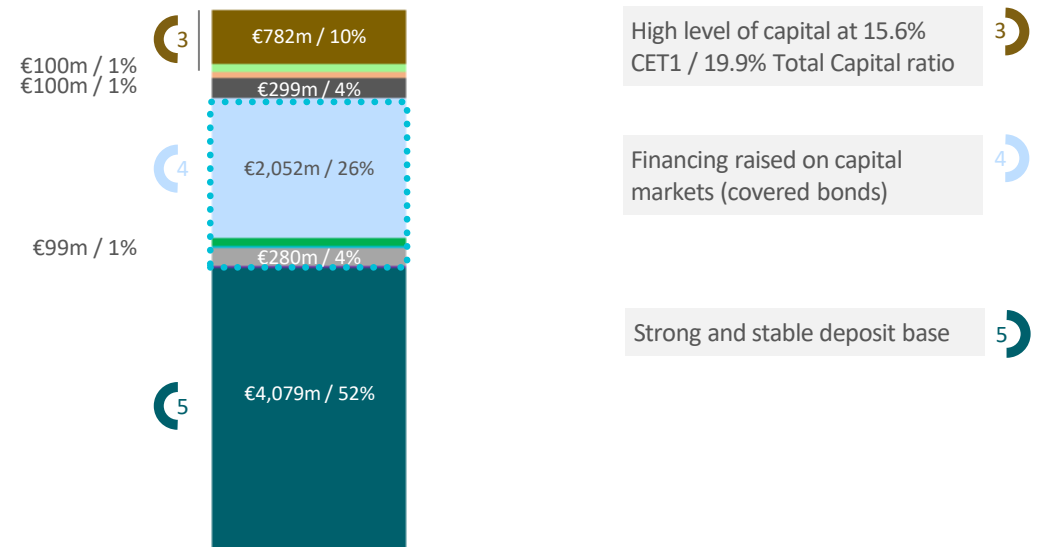 3
€782m / 10%
€100m / 1%
€100m / 1%
€299m / 4%
4
€2,052m / 26%
€99m / 1%
€280m / 4%
5
€4,079m / 52%
High level of capital at 15.6%
CET1 / 19.9% Total Capital ratio
3
Financing raised on capital
markets (covered bonds)
4
Strong and stable deposit base
5